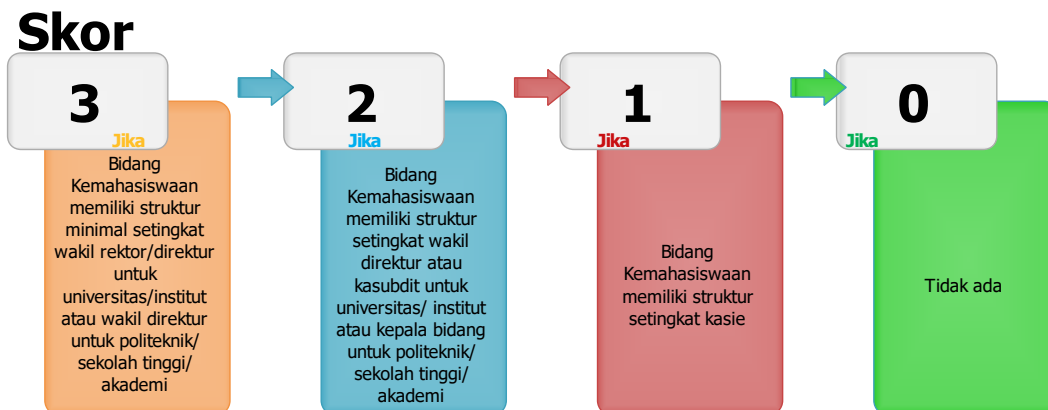 Skor
3
Jika
Bidang
Kemahasiswaan
memiliki struktur
minimal setingkat
wakil rektor/direktur
untuk
universitas/institut
atau wakil direktur
untuk politeknik/
sekolah tinggi/
akademi
2
Jika
Bidang
Kemahasiswaan
memiliki struktur
setingkat wakil
direktur atau
kasubdit untuk
universitas/ institut
atau kepala bidang
untuk politeknik/
sekolah tinggi/
akademi
1
Jika
Bidang
Kemahasiswaan
memiliki struktur
setingkat kasie
0
Jika
Tidak ada